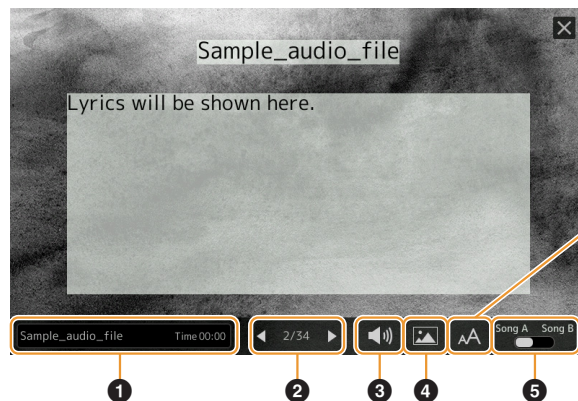 Sample_audio_file
Lyrics will be shown here.
Sample_audio_file Time 00:00
2/34
AA
Song A Song B
1 2 3 4 5